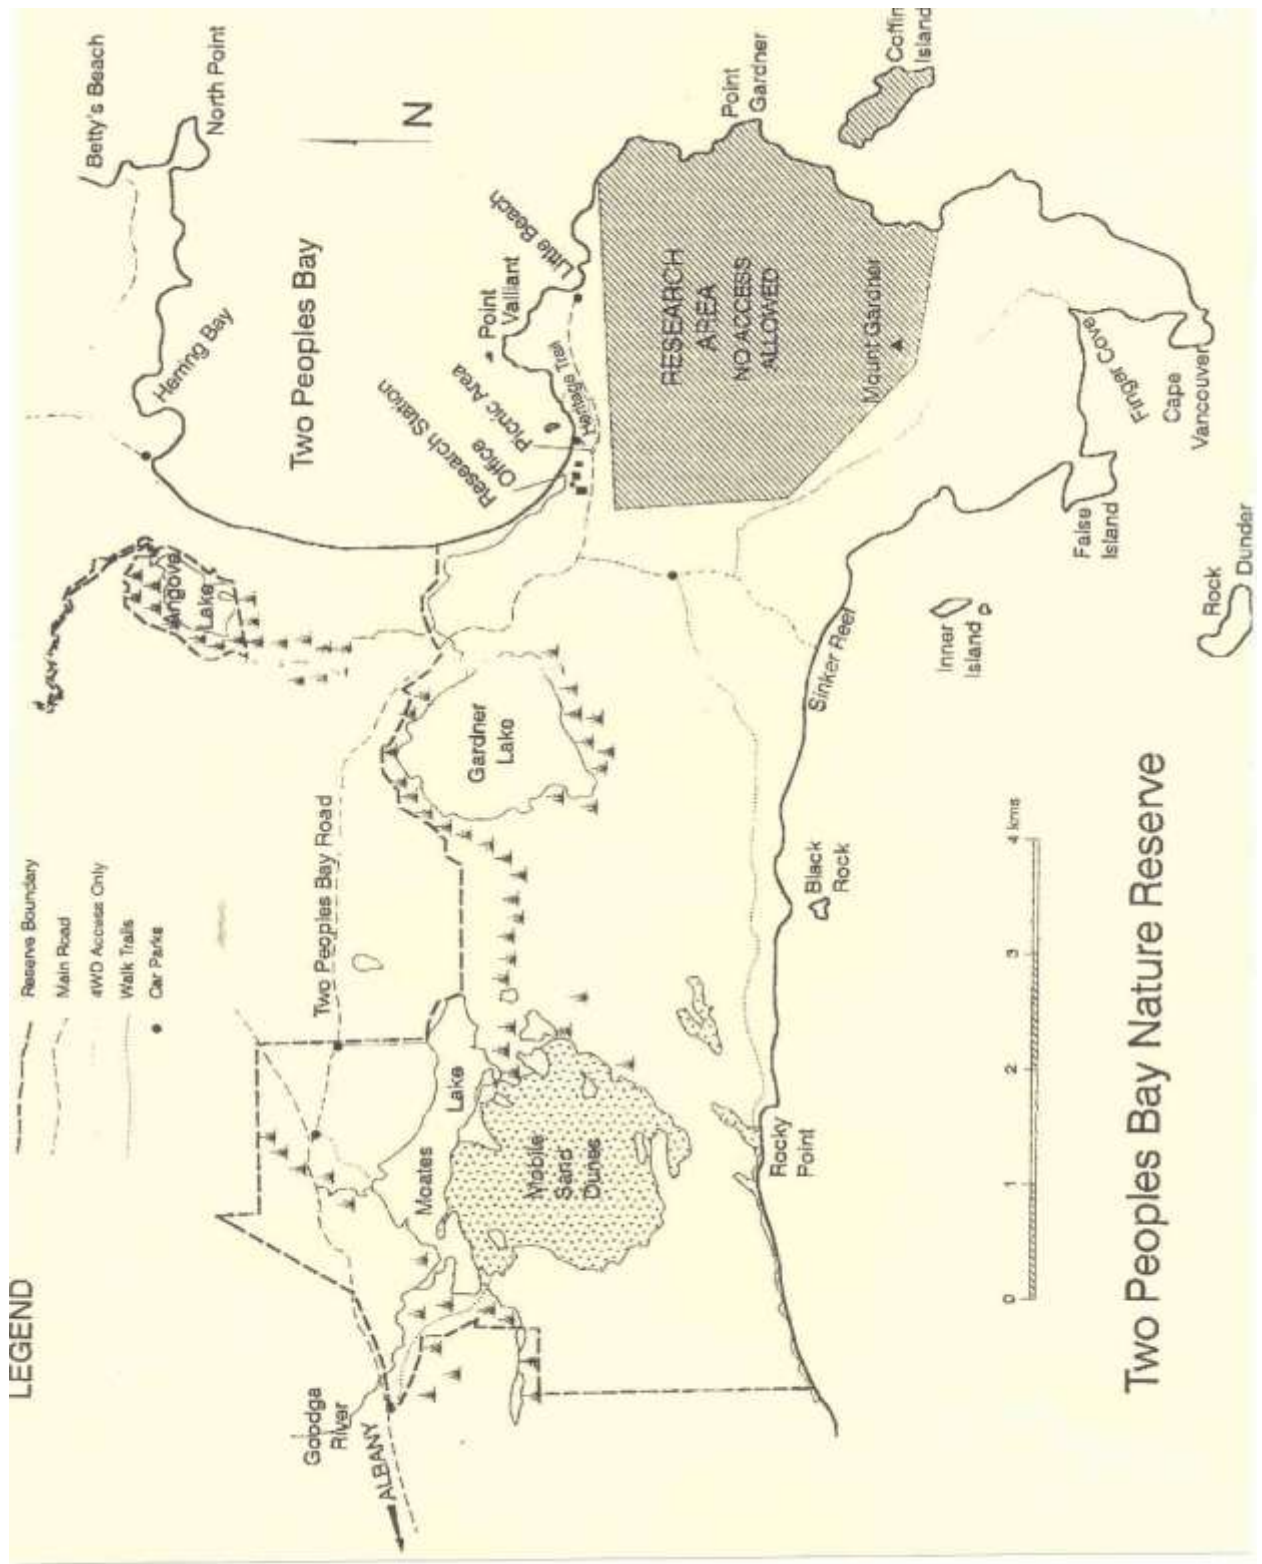 LEGEND
Reserve Boundary
Main Road
4WD Access Only
Walk Trails
Car Parks
Betty's Beach
North Point
Herring Bay
Two Peoples Bay
N
Angove
Lake
Two Peoples Bay Road
Goodga
River
ALBANY
Moates
Lake
Gardner
Lake
Mobile
Sand
Dunes
Research Station
Office
Picnic Area
Point
Valliant
Little Beach
Heritage Trail
Point
Gardner
Coffin
Island
RESEARCH
AREA
NO ACCESS
ALLOWED
Mount Gardner
Rocky
Point
Black
Rock
Sinker Reef
Inner
Island
False
Island
Finger Cove
Cape
Vancouver
Rock
Dunder
0 1 2 3 4 kms
Two Peoples Bay Nature Reserve